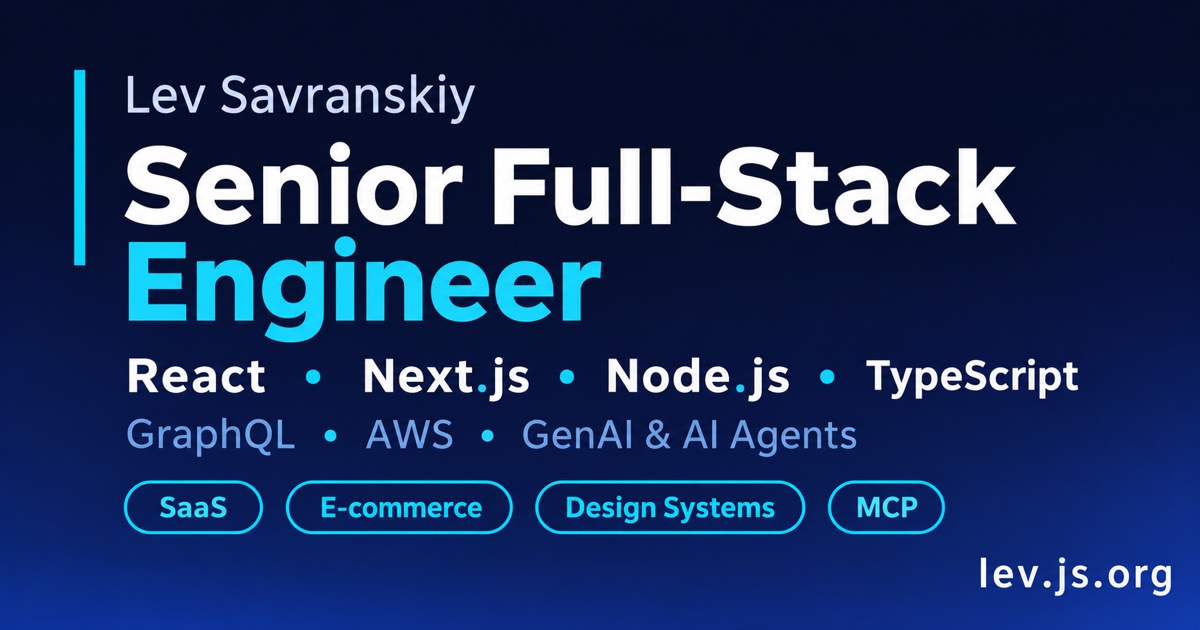 Lev Savranskiy
Senior Full-Stack
Engineer
React • Next.js • Node.js • TypeScript
GraphQL • AWS • GenAI & AI Agents
SaaS E-commerce Design Systems MCP
lev.js.org